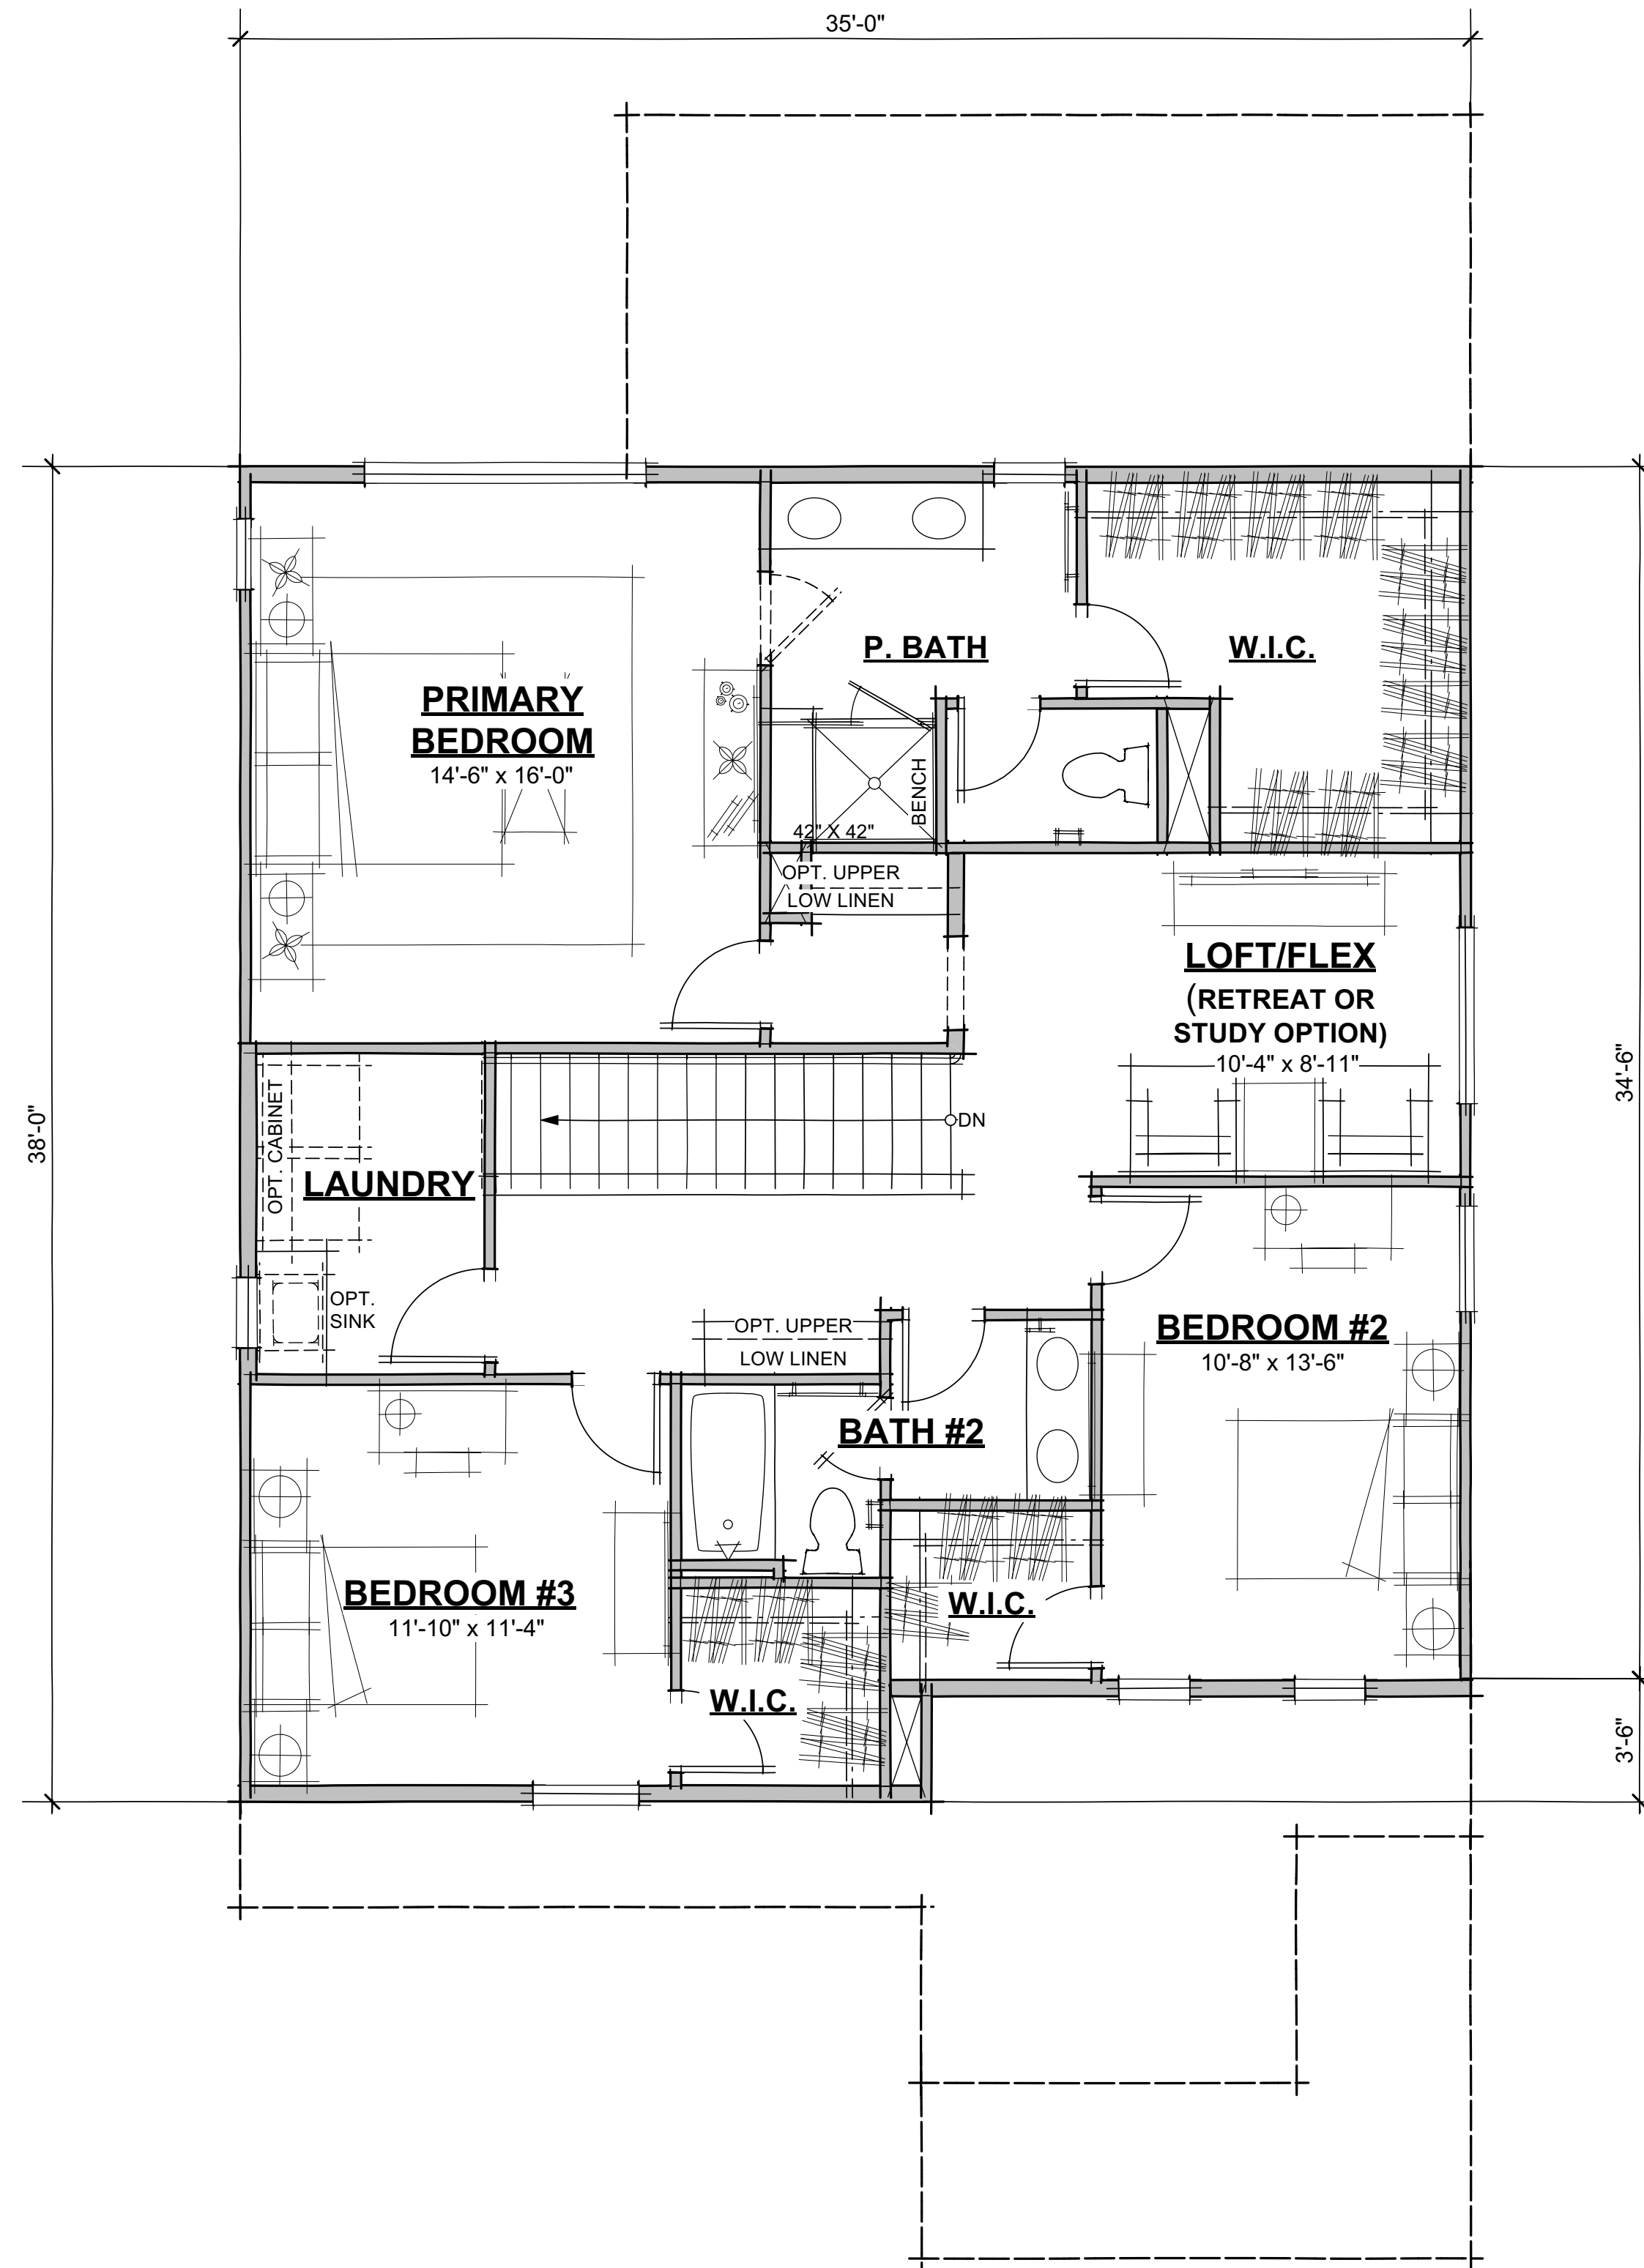 35'-0"
P. BATH
W.I.C.
PRIMARY
BEDROOM
14'-6" x 16'-0"
BENCH
42" X 42"
OPT. UPPER
LOW LINEN
LOFT/FLEX
(RETREAT OR
STUDY OPTION)
10'-4" x 8'-11"
38'-0"
34'-6"
OPT. CABINET
LAUNDRY
DN
OPT.
SINK
OPT. UPPER
LOW LINEN
BEDROOM #2
10'-8" x 13'-6"
BATH #2
BEDROOM #3
11'-10" x 11'-4"
W.I.C.
W.I.C.
3'-6"